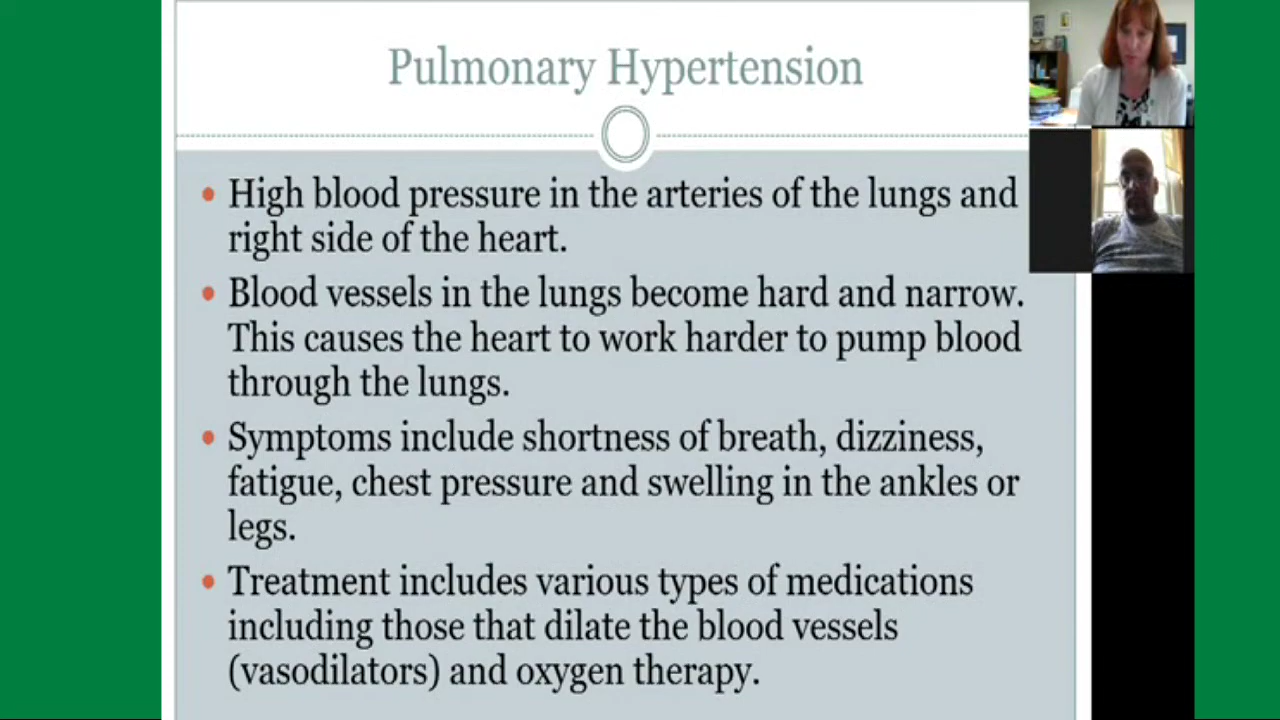 Pulmonary Hypertension
High blood pressure in the arteries of the lungs and
right side of the heart.
Blood vessels in the lungs become hard and narrow.
This causes the heart to work harder to pump blood
through the lungs.
Symptoms include shortness of breath, dizziness,
fatigue, chest pressure and swelling in the ankles or
legs.
Treatment includes various types of medications
including those that dilate the blood vessels
(vasodilators) and oxygen therapy.